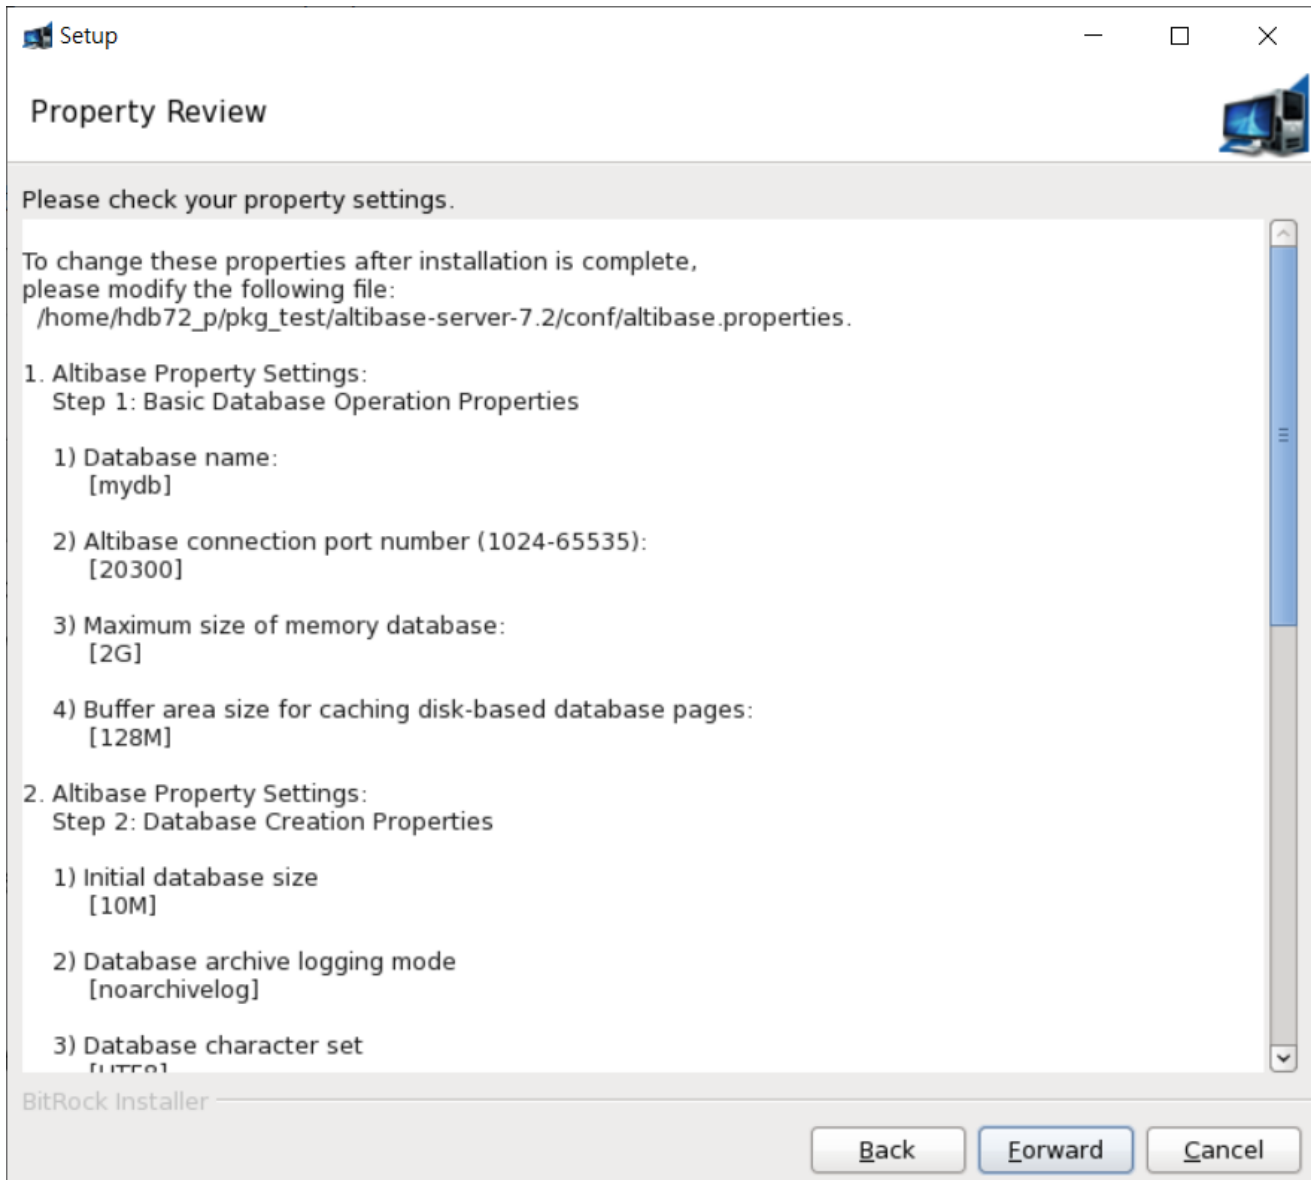 Setup
Property Review
Please check your property settings.
To change these properties after installation is complete,
please modify the following file:
/home/hdb72_p/pkg_test/altibase-server-7.2/conf/altibase.properties.
1. Altibase Property Settings:
Step 1: Basic Database Operation Properties
1) Database name:
[mydb]
2) Altibase connection port number (1024-65535):
[20300]
3) Maximum size of memory database:
[2G]
4) Buffer area size for caching disk-based database pages:
[128M]
2. Altibase Property Settings:
Step 2: Database Creation Properties
1) Initial database size
[10M]
2) Database archive logging mode
[noarchivelog]
3) Database character set
[UTF8]
BitRock Installer
Back
Forward
Cancel